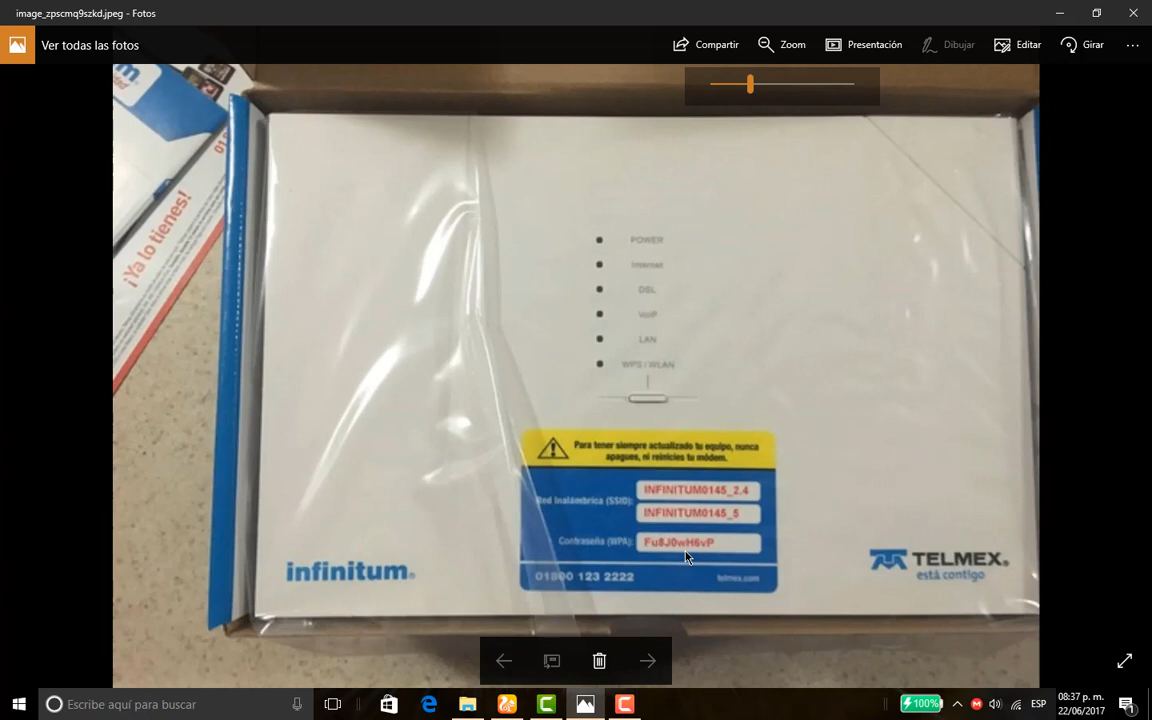 image_zpscmq9szkd.jpeg - Fotos
Ver todas las fotos
Compartir
Zoom
Presentación
Dibujar
Editar
Girar
¡Ya lo tienes!
POWER
Internet
DSL
VoIP
LAN
WPS / WLAN
Para tener siempre actualizado tu equipo, nunca
apagues, ni reinicies tu módem.
Red Inalámbrica (SSID):
INFINITUM0145_2.4
INFINITUM0145_5
Contraseña (WPA):
Fu8J0wH6vP
01800 123 2222
telmex.com
infinitum®
TELMEX®
está contigo
Escribe aquí para buscar
100%
ESP
08:37 p. m.
22/06/2017
1